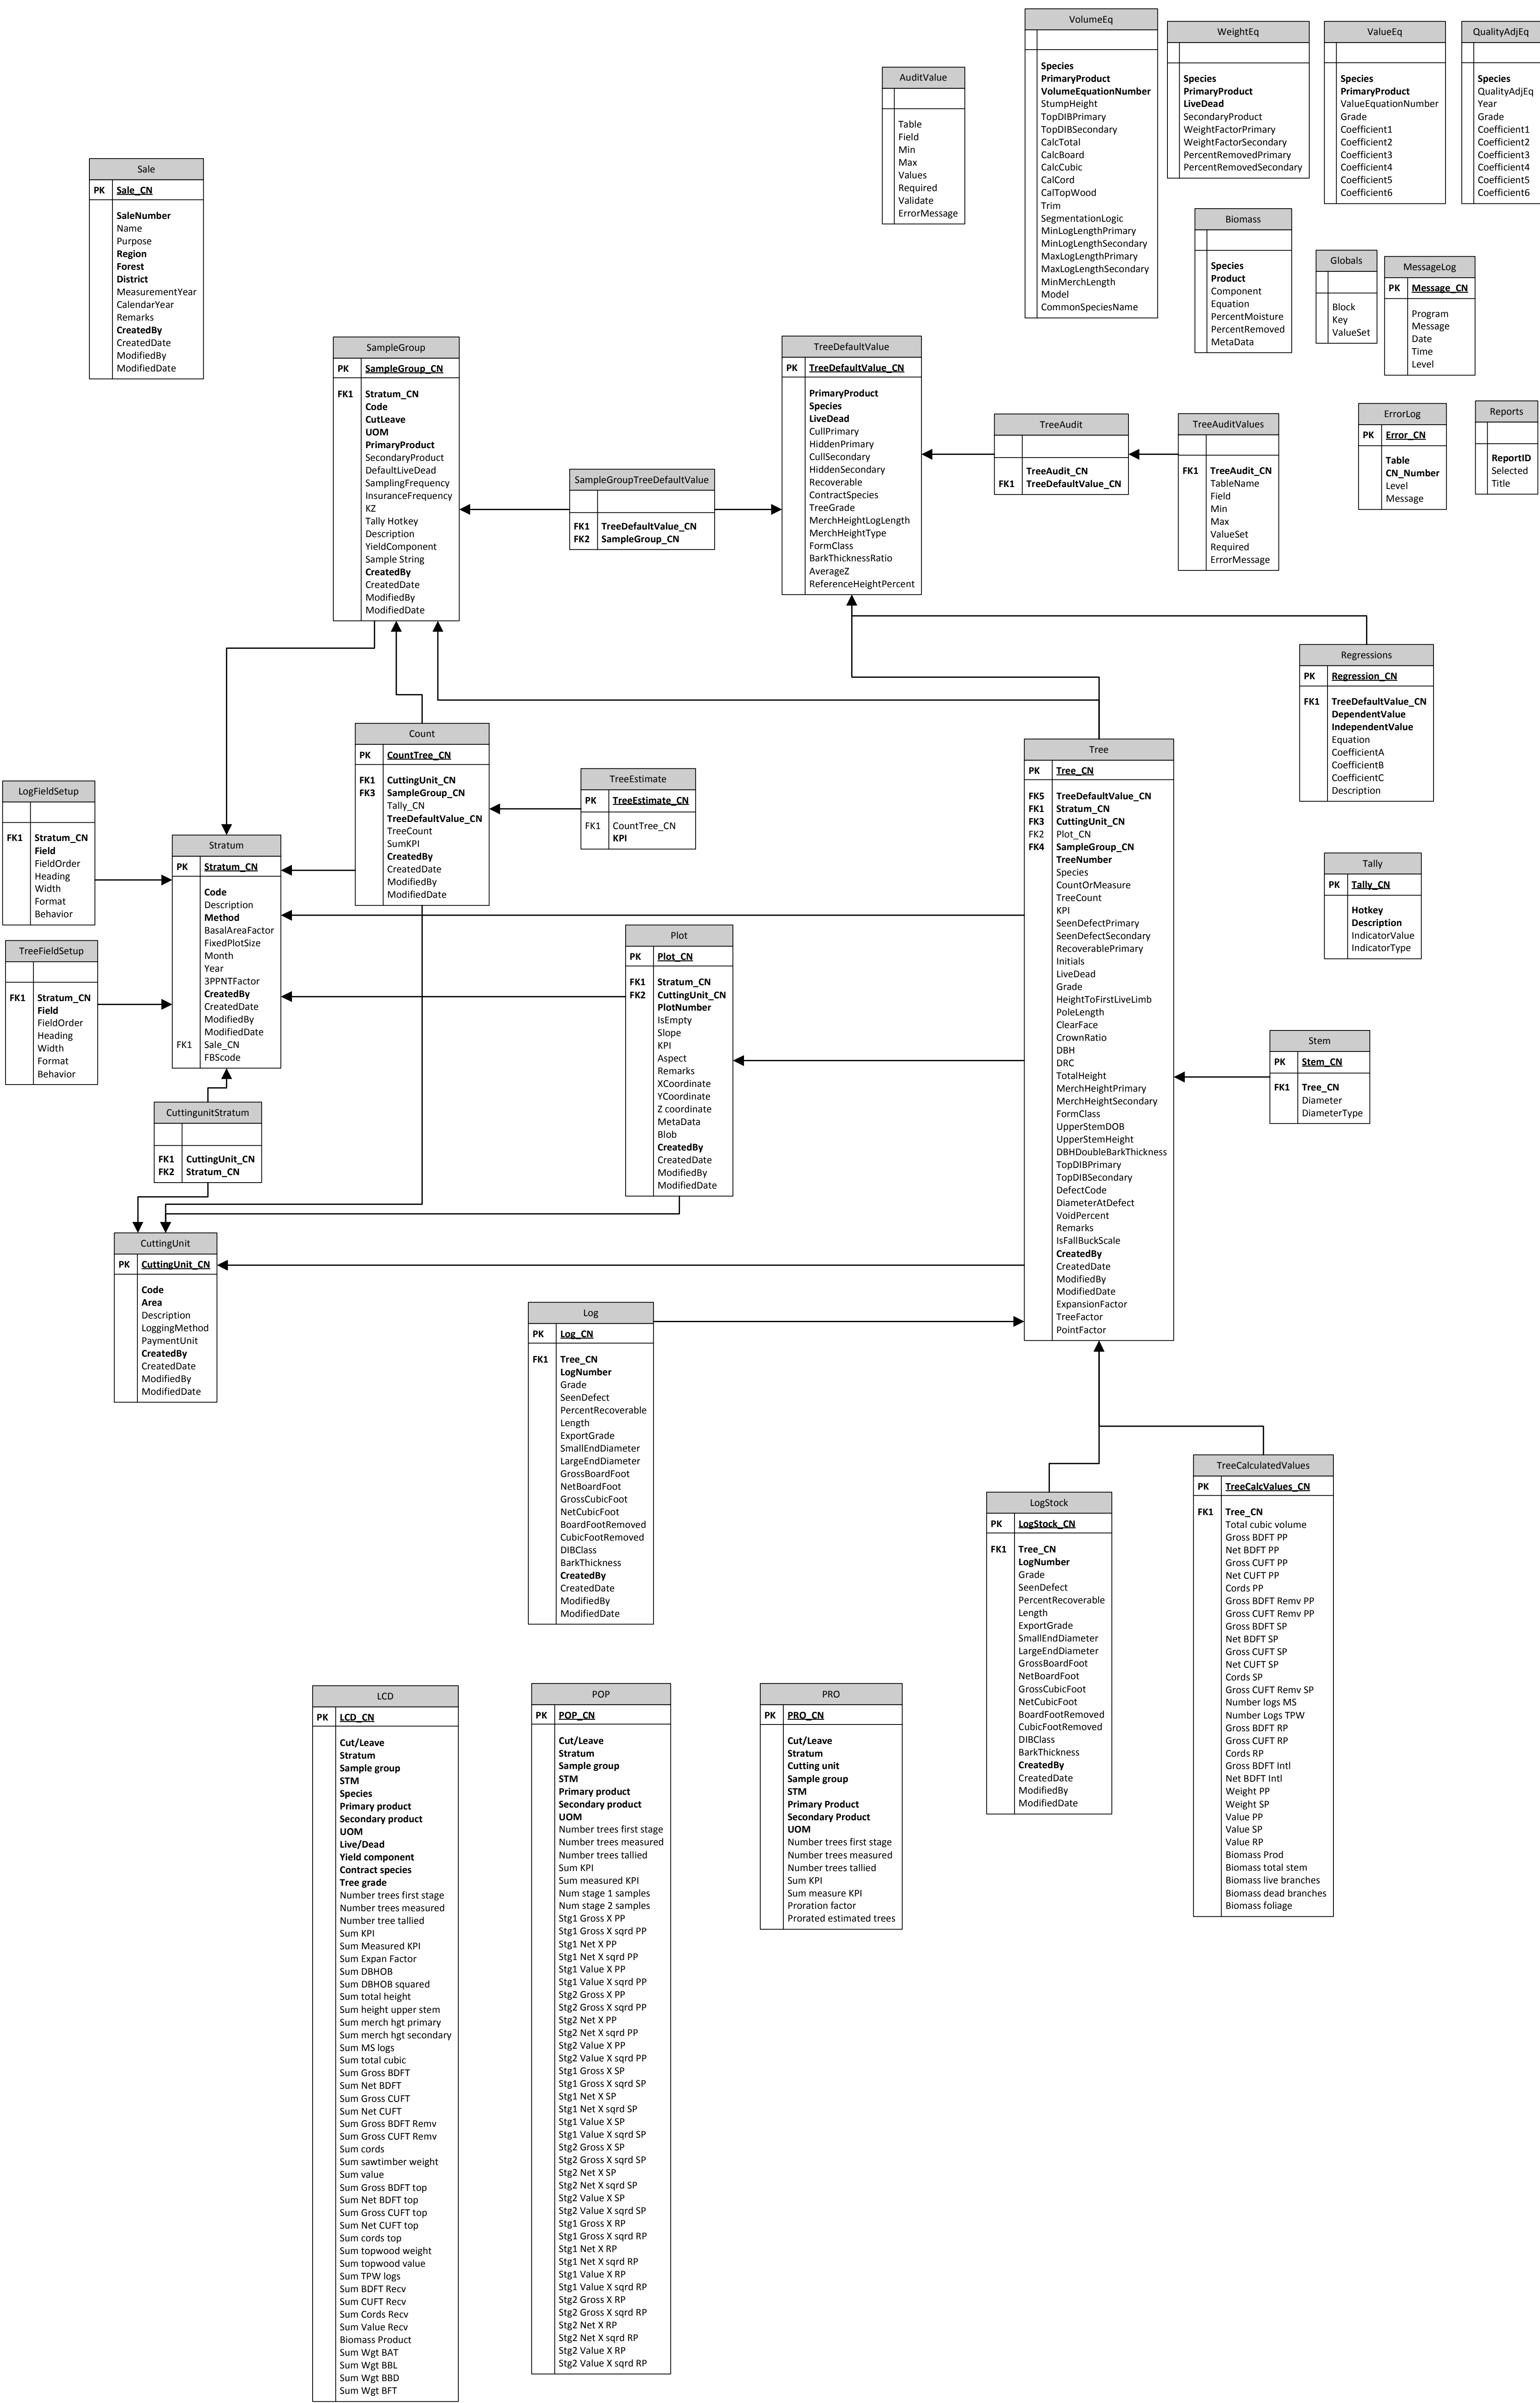 VolumeEq
Species
PrimaryProduct
VolumeEquationNumber
StumpHeight
TopDIBPrimary
TopDIBSecondary
CalcTotal
CalcBoard
CalcCubic
CalCord
CalTopWood
Trim
SegmentationLogic
MinLogLengthPrimary
MinLogLengthSecondary
MaxLogLengthPrimary
MaxLogLengthSecondary
MinMerchLength
Model
CommonSpeciesName
WeightEq
Species
PrimaryProduct
LiveDead
SecondaryProduct
WeightFactorPrimary
WeightFactorSecondary
PercentRemovedPrimary
PercentRemovedSecondary
ValueEq
Species
PrimaryProduct
ValueEquationNumber
Grade
Coefficient1
Coefficient2
Coefficient3
Coefficient4
Coefficient5
Coefficient6
QualityAdjEq
Species
QualityAdjEq
Year
Grade
Coefficient1
Coefficient2
Coefficient3
Coefficient4
Coefficient5
Coefficient6
AuditValue
Table
Field
Min
Max
Values
Required
Validate
ErrorMessage
Sale
PK Sale_CN
SaleNumber
Name
Purpose
Region
Forest
District
MeasurementYear
CalendarYear
Remarks
CreatedBy
CreatedDate
ModifiedBy
ModifiedDate
Biomass
Species
Product
Component
Equation
PercentMoisture
PercentRemoved
MetaData
Globals
Block
Key
ValueSet
MessageLog
PK Message_CN
Program
Message
Date
Time
Level
SampleGroup
PK SampleGroup_CN
FK1 Stratum_CN
Code
CutLeave
UOM
PrimaryProduct
SecondaryProduct
DefaultLiveDead
SamplingFrequency
InsuranceFrequency
KZ
Tally Hotkey
Description
YieldComponent
Sample String
CreatedBy
CreatedDate
ModifiedBy
ModifiedDate
TreeDefaultValue
PK TreeDefaultValue_CN
PrimaryProduct
Species
LiveDead
CullPrimary
HiddenPrimary
CullSecondary
HiddenSecondary
Recoverable
ContractSpecies
TreeGrade
MerchHeightLogLength
MerchHeightType
FormClass
BarkThicknessRatio
AverageZ
ReferenceHeightPercent
SampleGroupTreeDefaultValue
FK1 TreeDefaultValue_CN
FK2 SampleGroup_CN
TreeAudit
TreeAudit_CN
FK1 TreeDefaultValue_CN
TreeAuditValues
FK1 TreeAudit_CN
TableName
Field
Min
Max
ValueSet
Required
ErrorMessage
ErrorLog
PK Error_CN
Table
CN_Number
Level
Message
Reports
ReportID
Selected
Title
Regressions
PK Regression_CN
FK1 TreeDefaultValue_CN
DependentValue
IndependentValue
Equation
CoefficientA
CoefficientB
CoefficientC
Description
Count
PK CountTree_CN
FK1 CuttingUnit_CN
FK3 SampleGroup_CN
Tally_CN
TreeDefaultValue_CN
TreeCount
SumKPI
CreatedBy
CreatedDate
ModifiedBy
ModifiedDate
TreeEstimate
PK TreeEstimate_CN
FK1 CountTree_CN
KPI
Tree
PK Tree_CN
FK5 TreeDefaultValue_CN
FK1 Stratum_CN
FK3 CuttingUnit_CN
FK2 Plot_CN
FK4 SampleGroup_CN
TreeNumber
Species
CountOrMeasure
TreeCount
KPI
SeenDefectPrimary
SeenDefectSecondary
RecoverablePrimary
Initials
LiveDead
Grade
HeightToFirstLiveLimb
PoleLength
ClearFace
CrownRatio
DBH
DRC
TotalHeight
MerchHeightPrimary
MerchHeightSecondary
FormClass
UpperStemDOB
UpperStemHeight
DBHDoubleBarkThickness
TopDIBPrimary
TopDIBSecondary
DefectCode
DiameterAtDefect
VoidPercent
Remarks
IsFallBuckScale
CreatedBy
CreatedDate
ModifiedBy
ModifiedDate
ExpansionFactor
TreeFactor
PointFactor
LogFieldSetup
FK1 Stratum_CN
Field
FieldOrder
Heading
Width
Format
Behavior
Stratum
PK Stratum_CN
Code
Description
Method
BasalAreaFactor
FixedPlotSize
Month
Year
3PPNTFactor
CreatedBy
CreatedDate
ModifiedBy
ModifiedDate
FK1 Sale_CN
FBScode
TreeFieldSetup
FK1 Stratum_CN
Field
FieldOrder
Heading
Width
Format
Behavior
Tally
PK Tally_CN
Hotkey
Description
IndicatorValue
IndicatorType
Plot
PK Plot_CN
FK1 Stratum_CN
FK2 CuttingUnit_CN
PlotNumber
IsEmpty
Slope
KPI
Aspect
Remarks
XCoordinate
YCoordinate
Z coordinate
MetaData
Blob
CreatedBy
CreatedDate
ModifiedBy
ModifiedDate
Stem
PK Stem_CN
FK1 Tree_CN
Diameter
DiameterType
CuttingunitStratum
FK1 CuttingUnit_CN
FK2 Stratum_CN
CuttingUnit
PK CuttingUnit_CN
Code
Area
Description
LoggingMethod
PaymentUnit
CreatedBy
CreatedDate
ModifiedBy
ModifiedDate
Log
PK Log_CN
FK1 Tree_CN
LogNumber
Grade
SeenDefect
PercentRecoverable
Length
ExportGrade
SmallEndDiameter
LargeEndDiameter
GrossBoardFoot
NetBoardFoot
GrossCubicFoot
NetCubicFoot
BoardFootRemoved
CubicFootRemoved
DIBClass
BarkThickness
CreatedBy
CreatedDate
ModifiedBy
ModifiedDate
LogStock
PK LogStock_CN
FK1 Tree_CN
LogNumber
Grade
SeenDefect
PercentRecoverable
Length
ExportGrade
SmallEndDiameter
LargeEndDiameter
GrossBoardFoot
NetBoardFoot
GrossCubicFoot
NetCubicFoot
BoardFootRemoved
CubicFootRemoved
DIBClass
BarkThickness
CreatedBy
CreatedDate
ModifiedBy
ModifiedDate
TreeCalculatedValues
PK TreeCalcValues_CN
FK1 Tree_CN
Total cubic volume
Gross BDFT PP
Net BDFT PP
Gross CUFT PP
Net CUFT PP
Cords PP
Gross BDFT Remv PP
Gross CUFT Remv PP
Gross BDFT SP
Net BDFT SP
Gross CUFT SP
Net CUFT SP
Cords SP
Gross CUFT Remv SP
Number logs MS
Number Logs TPW
Gross BDFT RP
Gross CUFT RP
Cords RP
Gross BDFT Intl
Net BDFT Intl
Weight PP
Weight SP
Value PP
Value SP
Value RP
Biomass Prod
Biomass total stem
Biomass live branches
Biomass dead branches
Biomass foliage
LCD
PK LCD_CN
Cut/Leave
Stratum
Sample group
STM
Species
Primary product
Secondary product
UOM
Live/Dead
Yield component
Contract species
Tree grade
Number trees first stage
Number trees measured
Number tree tallied
Sum KPI
Sum Measured KPI
Sum Expan Factor
Sum DBHOB
Sum DBHOB squared
Sum total height
Sum height upper stem
Sum merch hgt primary
Sum merch hgt secondary
Sum MS logs
Sum total cubic
Sum Gross BDFT
Sum Net BDFT
Sum Gross CUFT
Sum Net CUFT
Sum Gross BDFT Remv
Sum Gross CUFT Remv
Sum cords
Sum sawtimber weight
Sum value
Sum Gross BDFT top
Sum Net BDFT top
Sum Gross CUFT top
Sum Net CUFT top
Sum cords top
Sum topwood weight
Sum topwood value
Sum TPW logs
Sum BDFT Recv
Sum CUFT Recv
Sum Cords Recv
Sum Value Recv
Biomass Product
Sum Wgt BAT
Sum Wgt BBL
Sum Wgt BBD
Sum Wgt BFT
POP
PK POP_CN
Cut/Leave
Stratum
Sample group
STM
Primary product
Secondary product
UOM
Number trees first stage
Number trees measured
Number trees tallied
Sum KPI
Sum measured KPI
Num stage 1 samples
Num stage 2 samples
Stg1 Gross X PP
Stg1 Gross X sqrd PP
Stg1 Net X PP
Stg1 Net X sqrd PP
Stg1 Value X PP
Stg1 Value X sqrd PP
Stg2 Gross X PP
Stg2 Gross X sqrd PP
Stg2 Net X PP
Stg2 Net X sqrd PP
Stg2 Value X PP
Stg2 Value X sqrd PP
Stg1 Gross X SP
Stg1 Gross X sqrd SP
Stg1 Net X SP
Stg1 Net X sqrd SP
Stg1 Value X SP
Stg1 Value X sqrd SP
Stg2 Gross X SP
Stg2 Gross X sqrd SP
Stg2 Net X SP
Stg2 Net X sqrd SP
Stg2 Value X SP
Stg2 Value X sqrd SP
Stg1 Gross X RP
Stg1 Gross X sqrd RP
Stg1 Net X RP
Stg1 Net X sqrd RP
Stg1 Value X RP
Stg1 Value X sqrd RP
Stg2 Gross X RP
Stg2 Gross X sqrd RP
Stg2 Net X RP
Stg2 Net X sqrd RP
Stg2 Value X RP
Stg2 Value X sqrd RP
PRO
PK PRO_CN
Cut/Leave
Stratum
Cutting unit
Sample group
STM
Primary Product
Secondary Product
UOM
Number trees first stage
Number trees measured
Number trees tallied
Sum KPI
Sum measure KPI
Proration factor
Prorated estimated trees